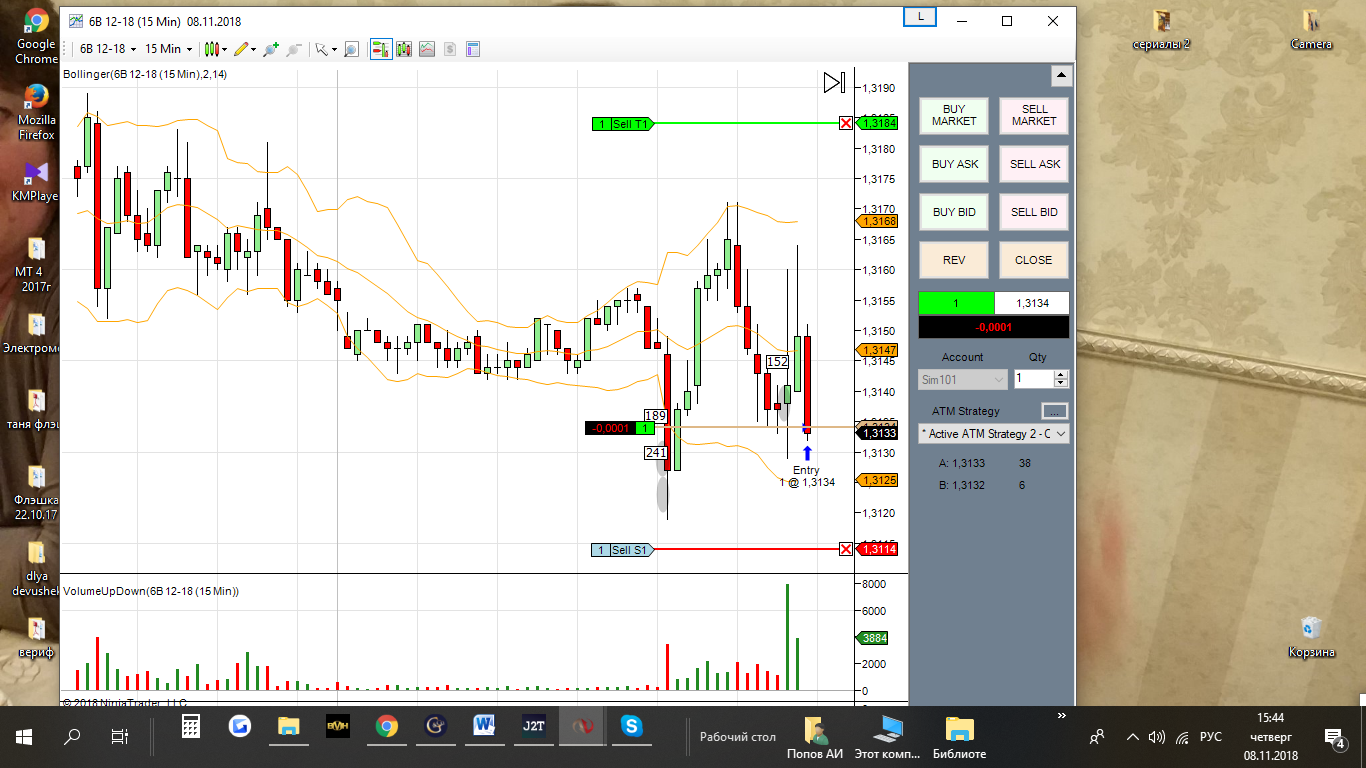 6B 12-18 (15 Min) 08.11.2018
L
6B 12-18
15 Min
Bollinger(6B 12-18 (15 Min),2,14)
1 Sell T1
152
189
-0,0001 1
241
Entry
1 @ 1,3134
1 Sell S1
1,3190
1,3184
1,3180
1,3175
1,3170
1,3168
1,3165
1,3160
1,3155
1,3150
1,3147
1,3145
1,3140
1,3133
1,3130
1,3125
1,3120
1,3114
VolumeUpDown(6B 12-18 (15 Min))
8000
6000
3884
2000
0
© 2018 NinjaTrader, LLC
BUY
MARKET
SELL
MARKET
BUY ASK
SELL ASK
BUY BID
SELL BID
REV
CLOSE
1
1,3134
-0,0001
Account
Qty
Sim101
1
ATM Strategy
...
* Active ATM Strategy 2 - C
A: 1,3133 38
B: 1,3132 6
Google
Chrome
Mozilla
Firefox
KMPlaye
МТ 4
2017г
Электром
таня флэш
Флэшка
22.10.17
dlya
devushek
вериф
сериалы 2
Camera
Корзина
BMH
W
J2T
S
Рабочий стол
Попов АИ
Этот комп...
Библиоте
»
РУС
15:44
четверг
08.11.2018
4